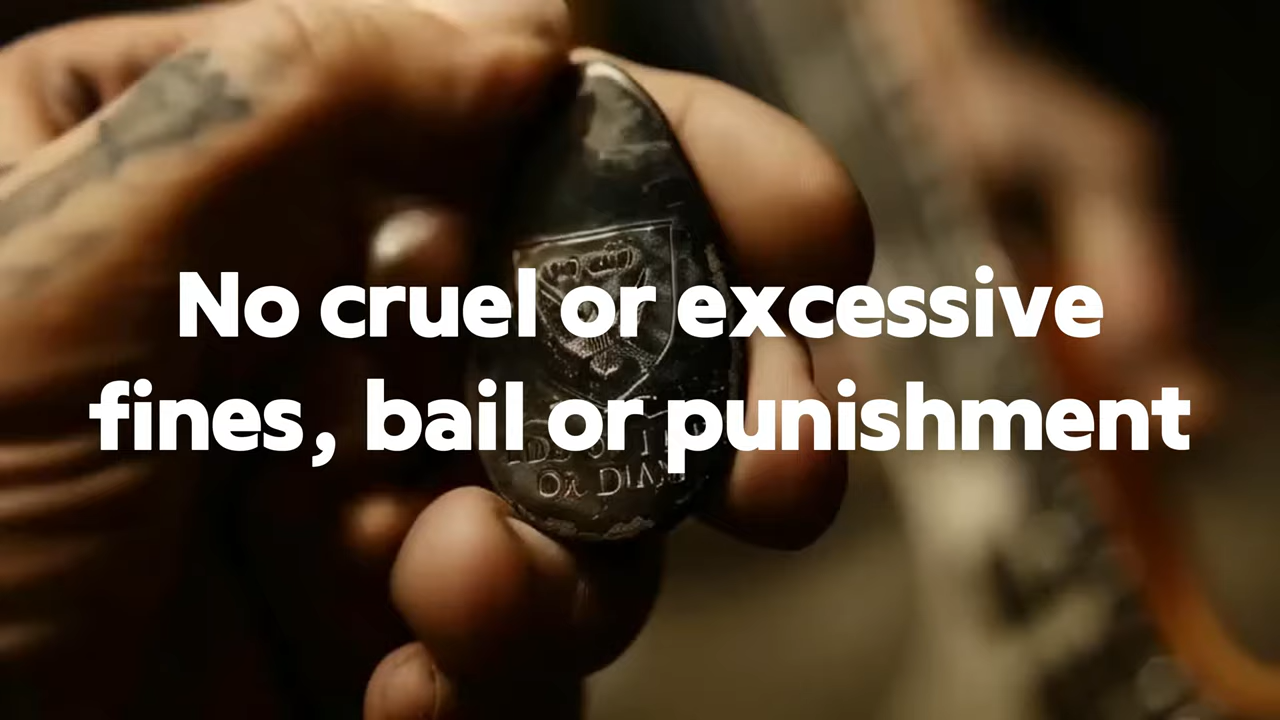 No cruel or excessive
fines, bail or punishment